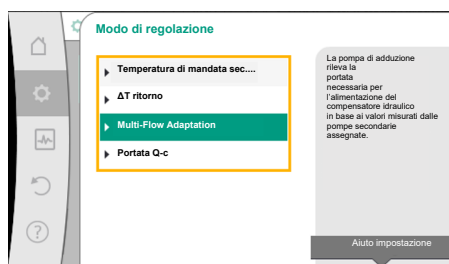 Modo di regolazione
Temperatura di mandata sec....
ΔT ritorno
Multi-Flow Adaptation
Portata Q-c
La pompa di adduzione
rileva la
portata
necessaria per
l'alimentazione del
compensatore idraulico
in base ai valori misurati dalle
pompe secondarie
assegnate.
Aiuto impostazione